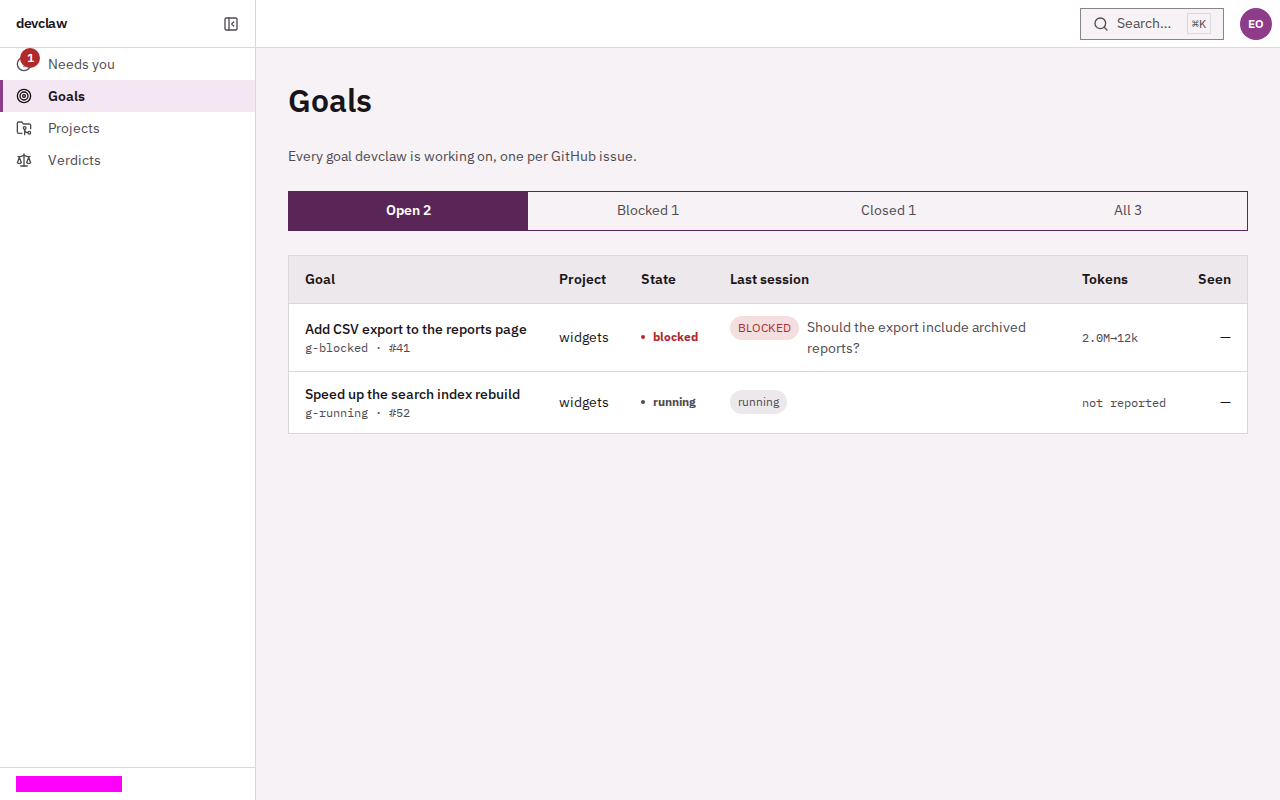 devclaw
Search... ⌘K
EO
1
Needs you
Goals
Projects
Verdicts
Goals
Every goal devclaw is working on, one per GitHub issue.
Open 2
Blocked 1
Closed 1
All 3
Goal Project State Last session Tokens Seen
Add CSV export to the reports page
g-blocked · #41
widgets
• blocked
BLOCKED
Should the export include archived
reports?
2.0M→12k
—
Speed up the search index rebuild
g-running · #52
widgets
• running
running
not reported
—